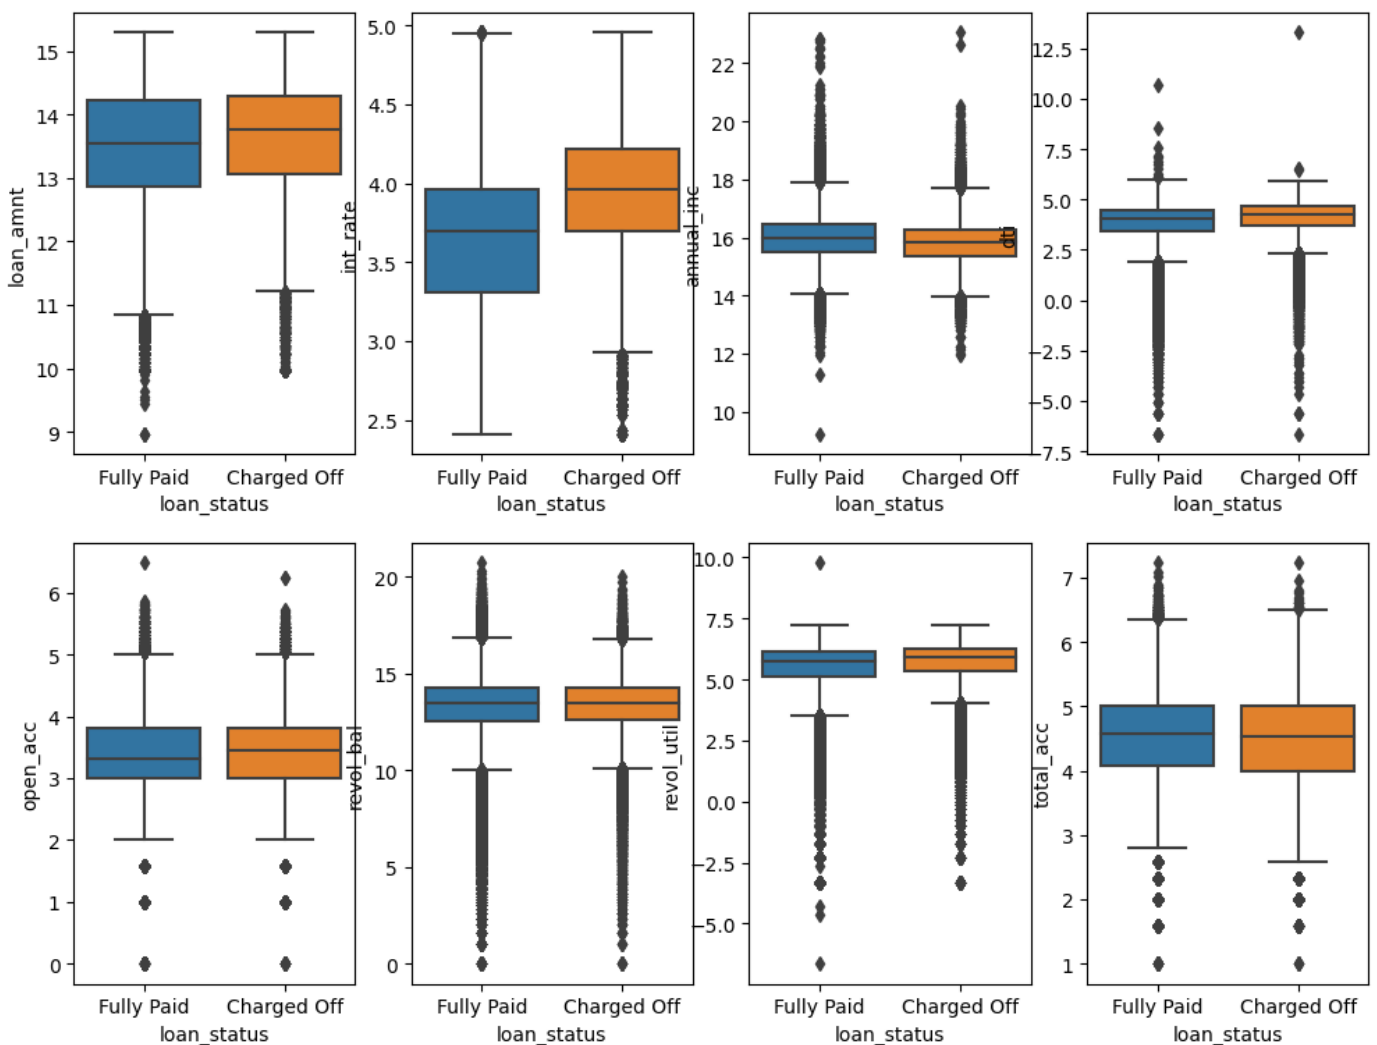 loan_amnt
15
14
13
12
11
10
9
Fully Paid Charged Off
loan_status
int_rate
5.0
4.5
4.0
3.5
3.0
2.5
Fully Paid Charged Off
loan_status
annual_inc
22
20
18
16
14
12
10
Fully Paid Charged Off
loan_status
dti
12.5
10.0
7.5
5.0
2.5
0.0
−2.5
−5.0
−7.5
Fully Paid Charged Off
loan_status
open_acc
6
5
4
3
2
1
0
Fully Paid Charged Off
loan_status
revol_bal
20
15
10
5
0
Fully Paid Charged Off
loan_status
revol_util
10.0
7.5
5.0
2.5
0.0
−2.5
−5.0
Fully Paid Charged Off
loan_status
total_acc
7
6
5
4
3
2
1
Fully Paid Charged Off
loan_status